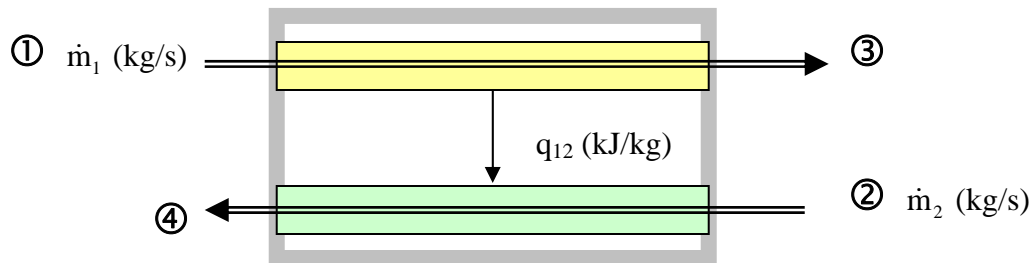 ① ṁ₁ (kg/s) ③
q₁₂ (kJ/kg)
④ ② ṁ₂ (kg/s)